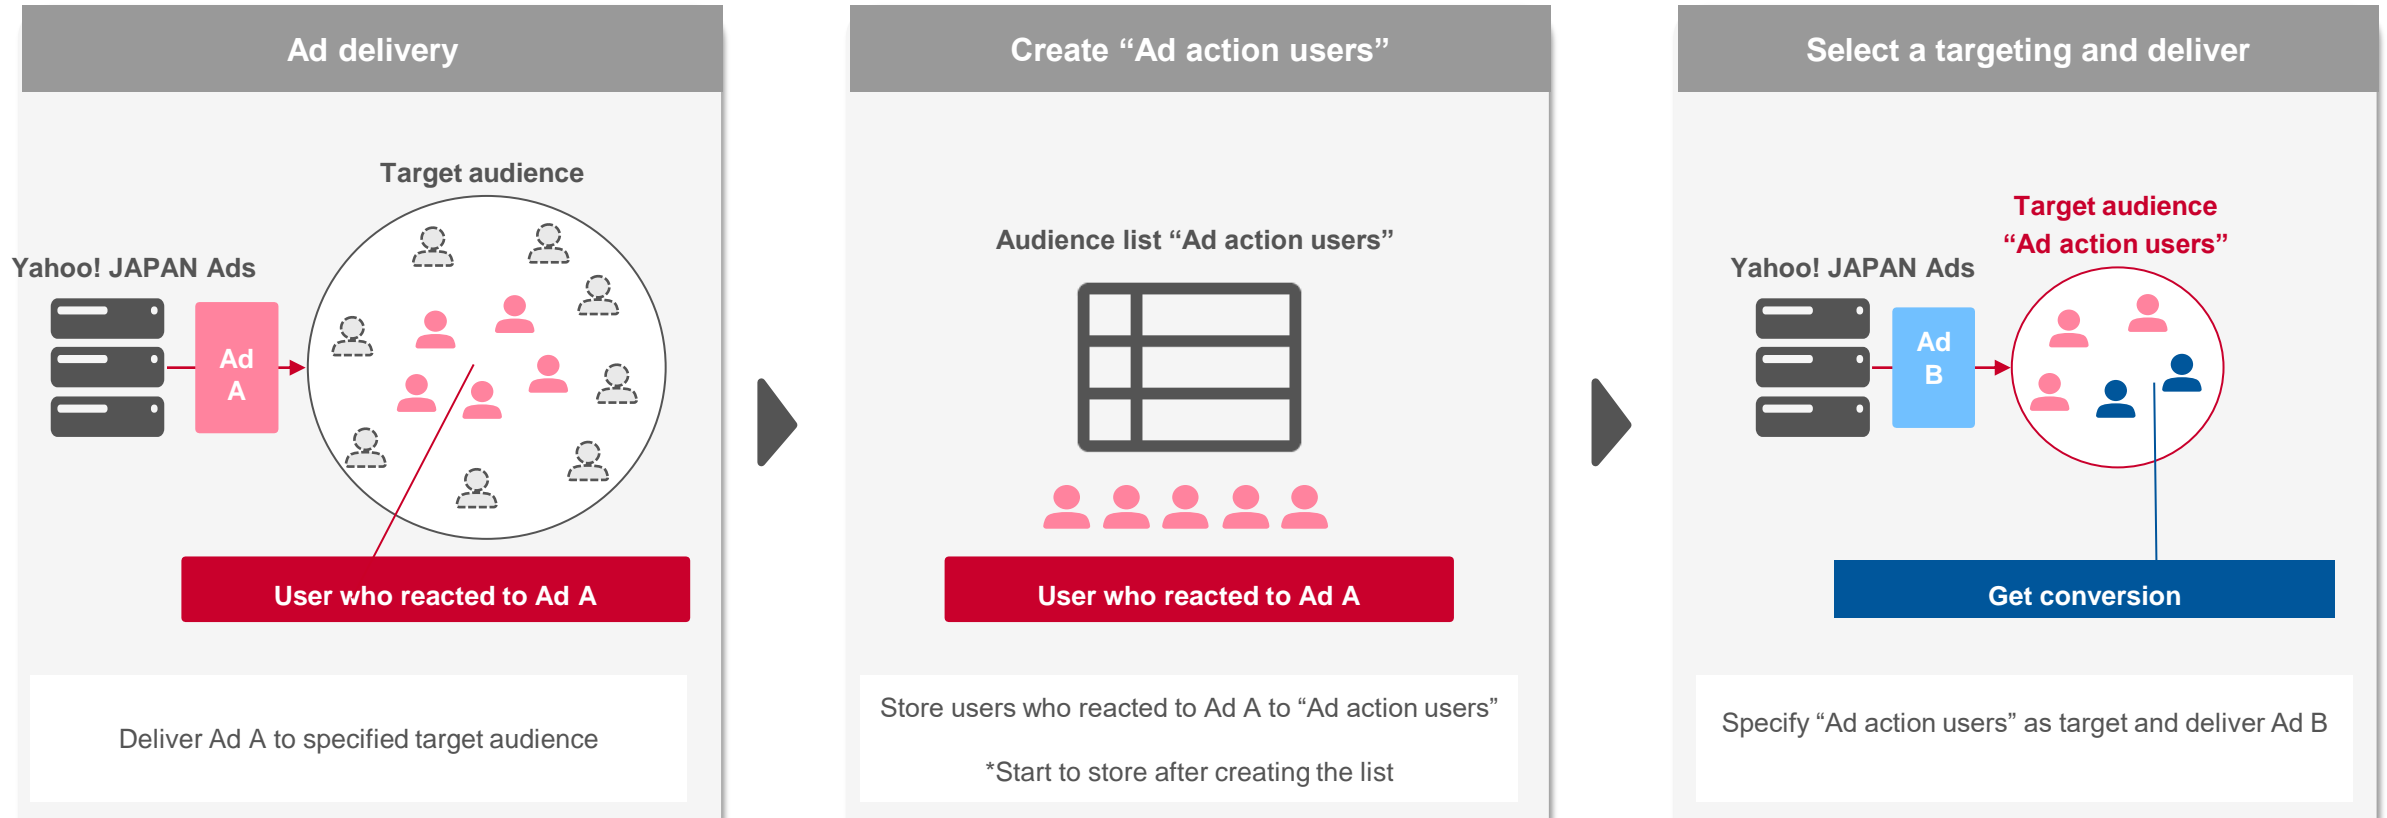 Ad delivery
Target audience
Yahoo! JAPAN Ads
Ad
A
User who reacted to Ad A
Deliver Ad A to specified target audience
Create “Ad action users”
Audience list “Ad action users”
User who reacted to Ad A
Store users who reacted to Ad A to “Ad action users”
*Start to store after creating the list
Select a targeting and deliver
Target audience
“Ad action users”
Yahoo! JAPAN Ads
Ad
B
Get conversion
Specify “Ad action users” as target and deliver Ad B